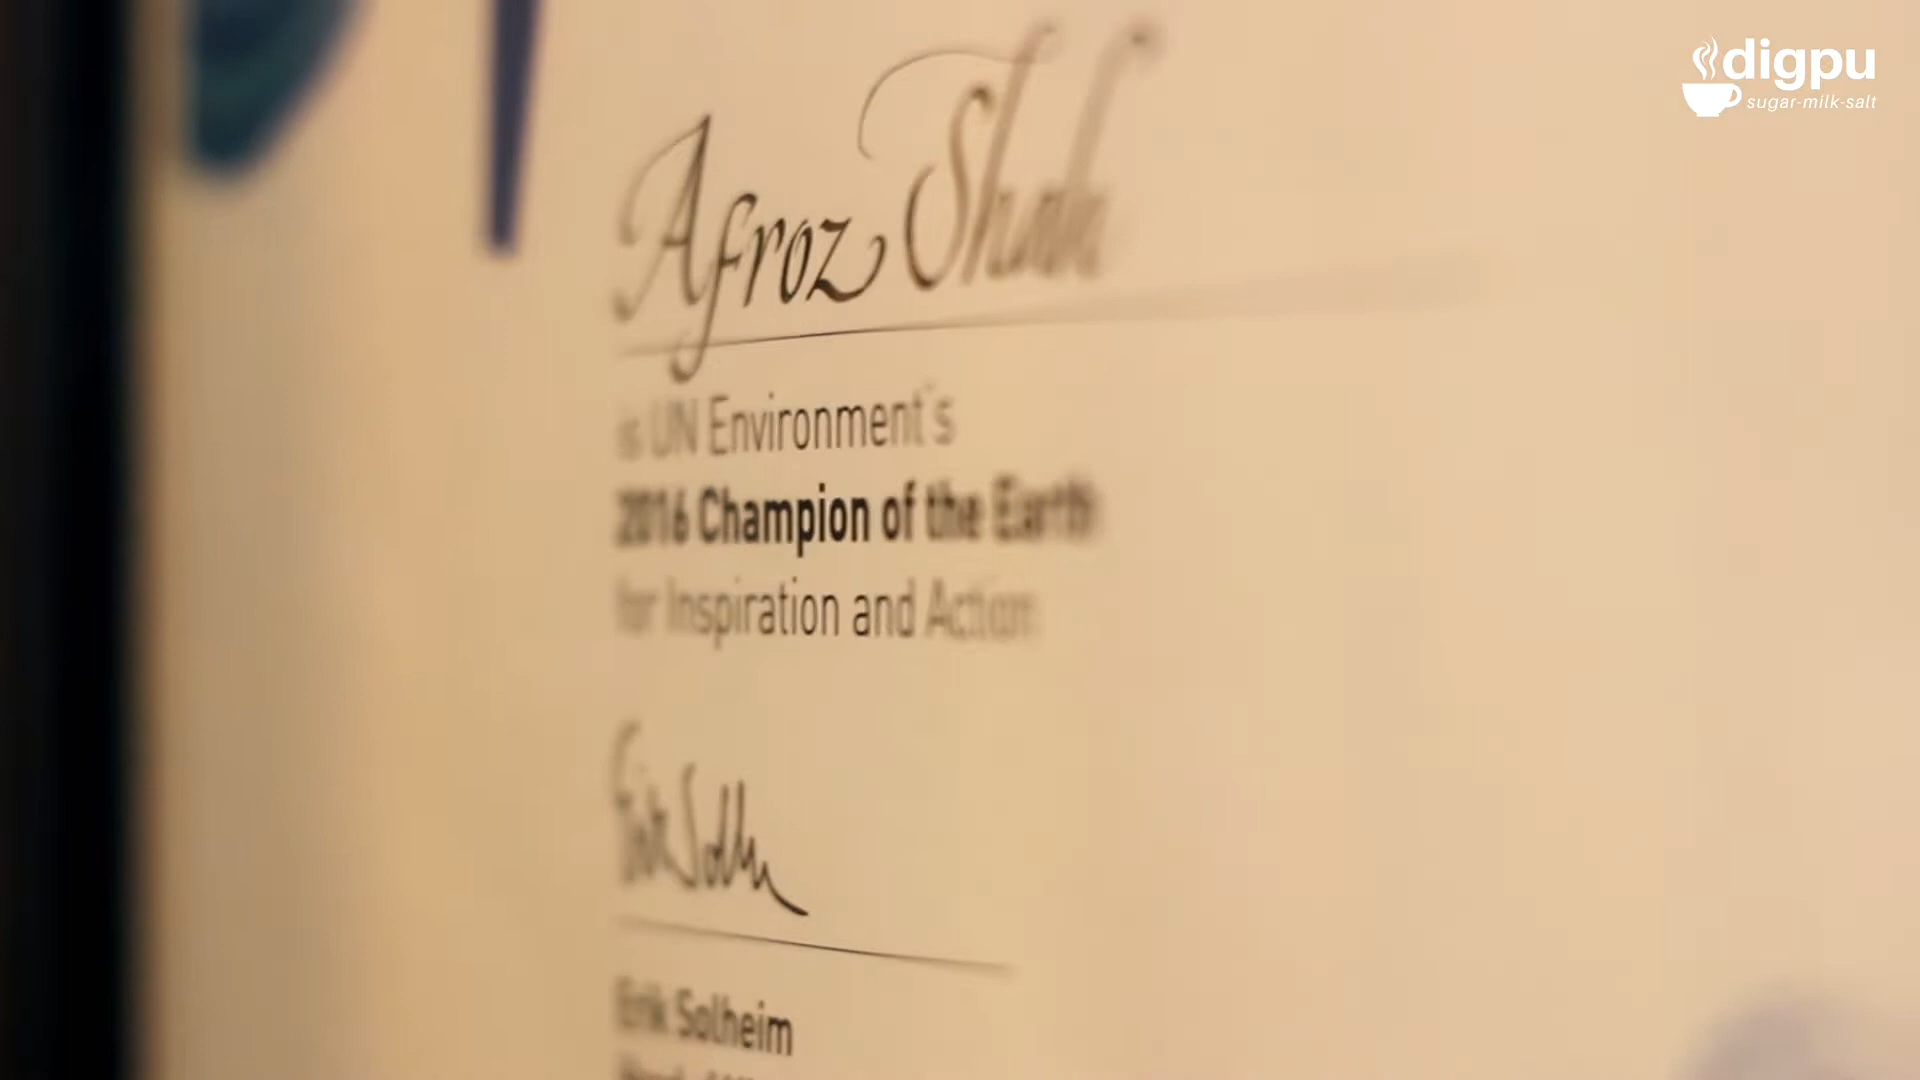 digpu
sugar-milk-salt
Afroz Shah
is UN Environment's
2016 Champion of the Earth
for Inspiration and Action
Erik Solheim